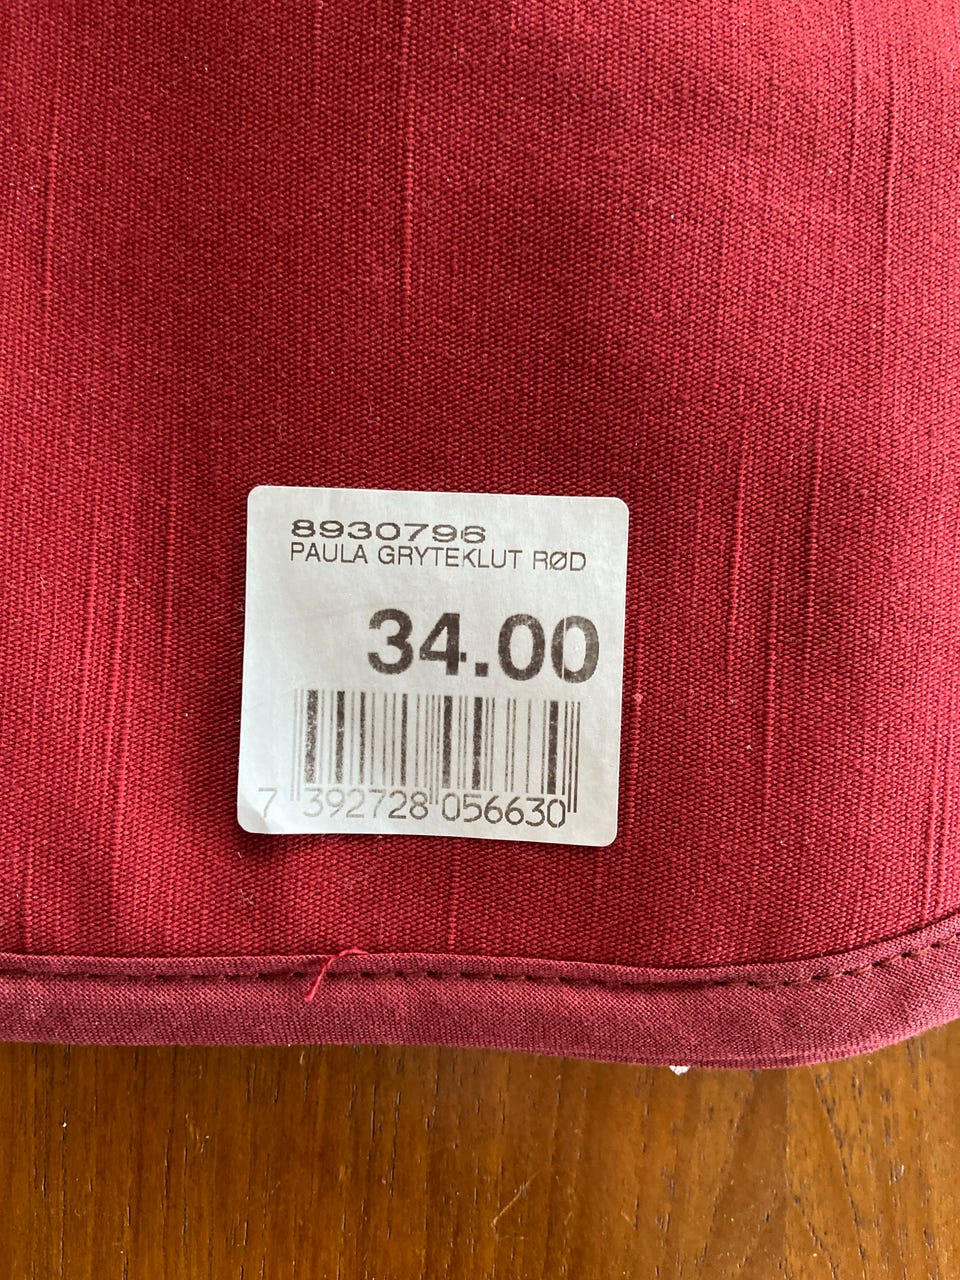 8930796
PAULA GRYTEKLUT RØD
34.00
7 392728 056630